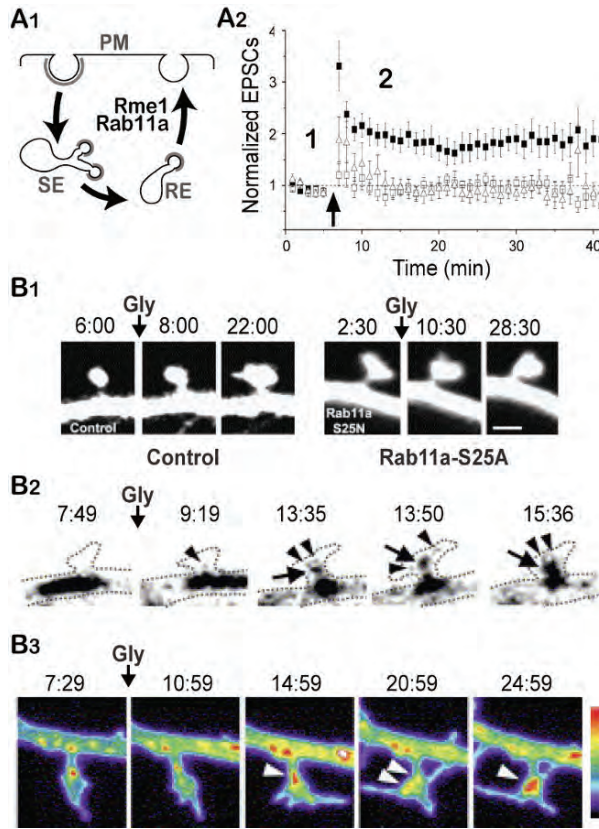 A1
PM
Rme1
Rab11a
SE
RE
A2
Normalized EPSCs
4
3
2
1
0
1
2
0 10 20 30 40
Time (min)
B1
Gly
6:00 8:00 22:00
Control
Control
Gly
2:30 10:30 28:30
Rab11a
S25N
Rab11a-S25A
B2
Gly
7:49 9:19 13:35 13:50 15:36
B3
Gly
7:29 10:59 14:59 20:59 24:59